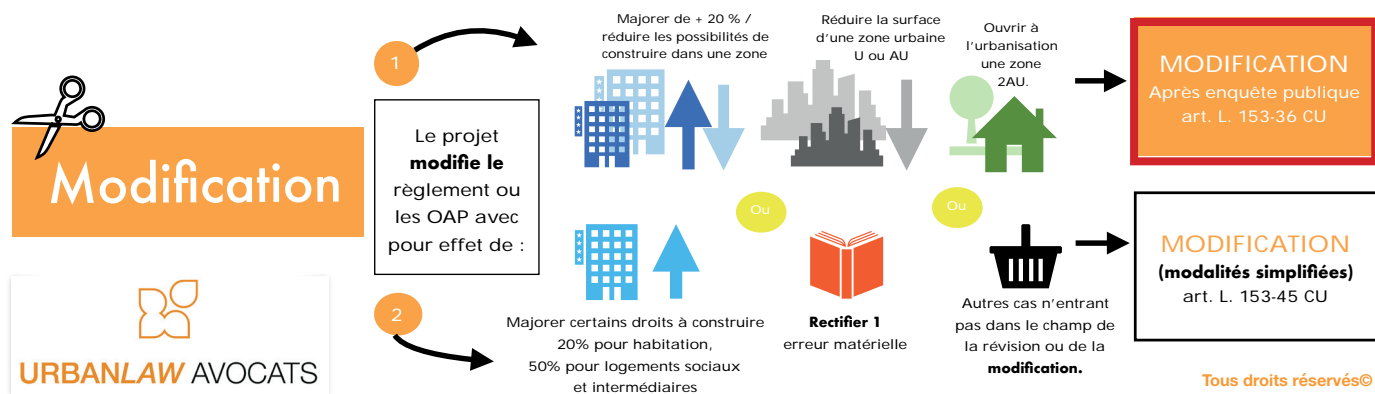 Modification
URBANLAW AVOCATS
1
Le projet
modifie le
règlement ou
les OAP avec
pour effet de :
2
Majorer de + 20 % /
réduire les possibilités de
construire dans une zone
Réduire la surface
d'une zone urbaine
U ou AU
Ouvrir à
l'urbanisation
une zone
2AU.
MODIFICATION
Après enquête publique
art. L. 153-36 CU
Ou
Ou
Majorer certains droits à construire
20% pour habitation,
50% pour logements sociaux
et intermédiaires
Rectifier 1
erreur matérielle
Autres cas n'entrant
pas dans le champ de
la révision ou de la
modification.
MODIFICATION
(modalités simplifiées)
art. L. 153-45 CU
Tous droits réservés©